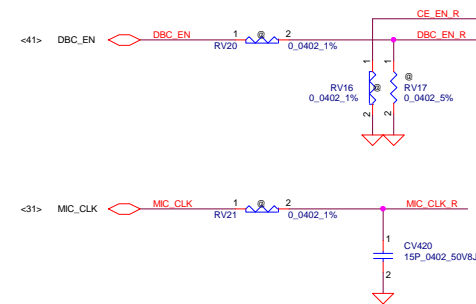 CE_EN_R
<41> DBC_EN DBC_EN 1 @ 2 DBC_EN_R
RV20 0_0402_1%
1 1 @
RV16 @ RV17
0_0402_1% 0_0402_5%
2 2
<31> MIC_CLK MIC_CLK 1 @ 2 MIC_CLK_R
RV21 0_0402_1%
1
CV420
15P_0402_50V8J
2